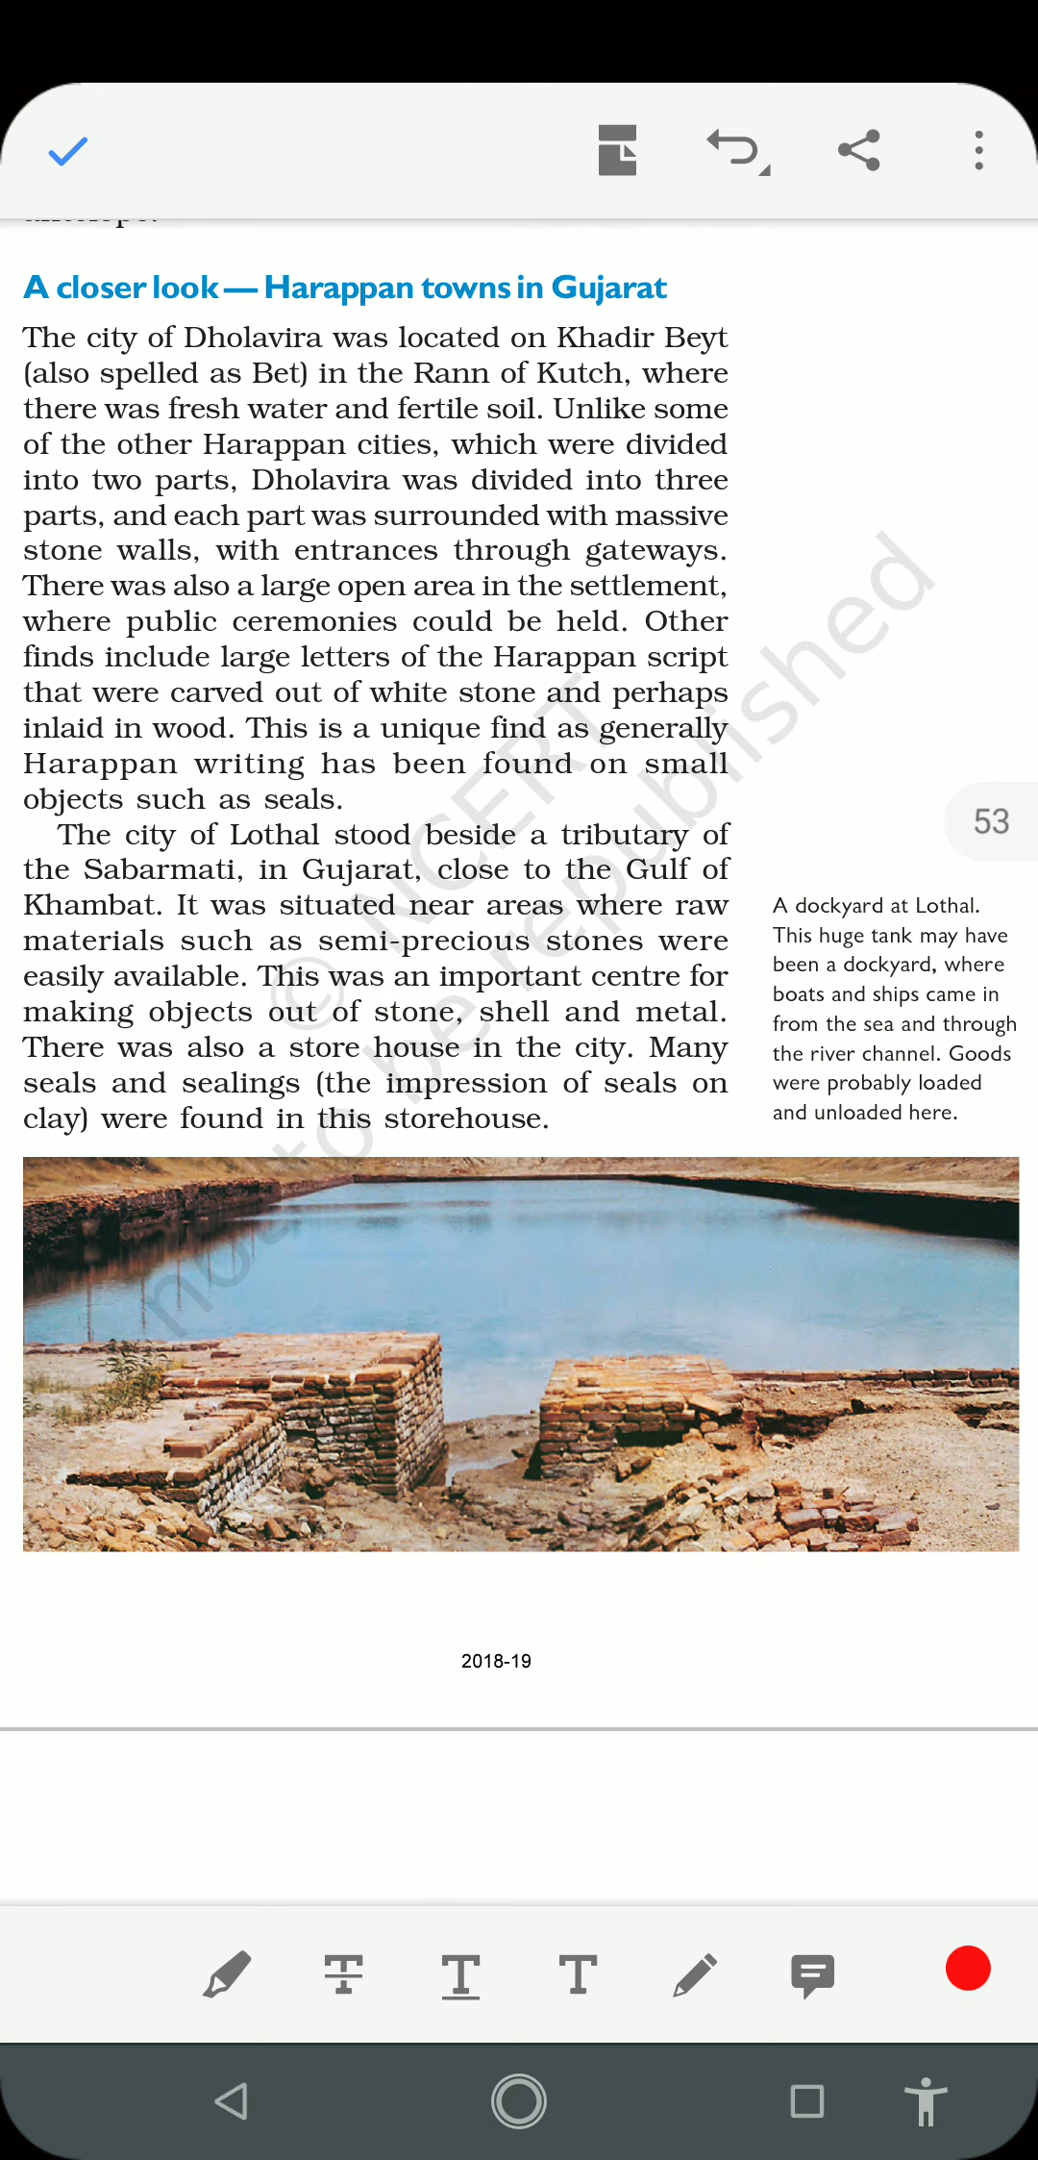 A closer look — Harappan towns in Gujarat
The city of Dholavira was located on Khadir Beyt
(also spelled as Bet) in the Rann of Kutch, where
there was fresh water and fertile soil. Unlike some
of the other Harappan cities, which were divided
into two parts, Dholavira was divided into three
parts, and each part was surrounded with massive
stone walls, with entrances through gateways.
There was also a large open area in the settlement,
where public ceremonies could be held. Other
finds include large letters of the Harappan script
that were carved out of white stone and perhaps
inlaid in wood. This is a unique find as generally
Harappan writing has been found on small
objects such as seals.
The city of Lothal stood beside a tributary of
the Sabarmati, in Gujarat, close to the Gulf of
Khambat. It was situated near areas where raw
materials such as semi-precious stones were
easily available. This was an important centre for
making objects out of stone, shell and metal.
There was also a store house in the city. Many
seals and sealings (the impression of seals on
clay) were found in this storehouse.
53
A dockyard at Lothal.
This huge tank may have
been a dockyard, where
boats and ships came in
from the sea and through
the river channel. Goods
were probably loaded
and unloaded here.
© NCERT
not to be republished
2018-19